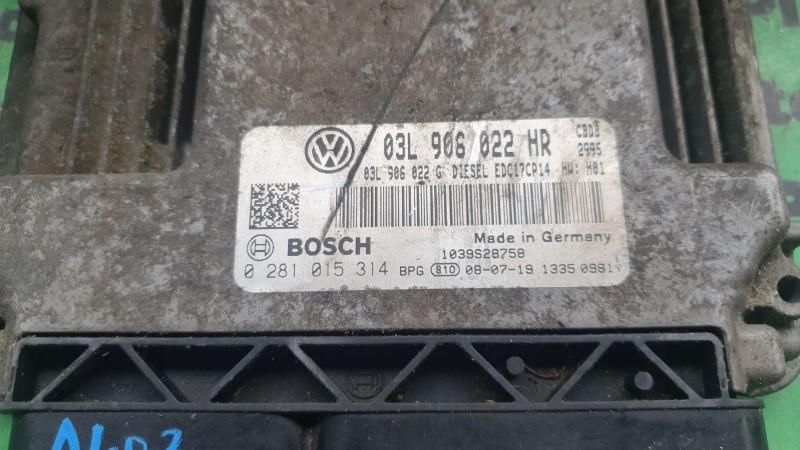 03L 906 022 HR
CBDB
2995
03L 906 022 G DIESEL EDC17CP14 HW: H01
BOSCH
Made in Germany
1039S28758
0 281 015 314 BPG 810 08-07-19 1335 0981